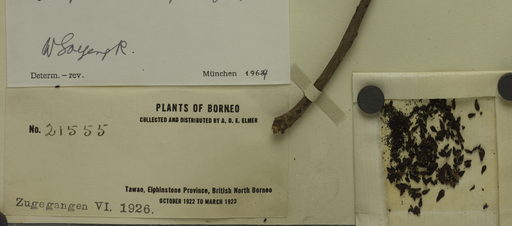 Determ. – rev. München 1964
PLANTS OF BORNEO
COLLECTED AND DISTRIBUTED BY A. D. E. ELMER
No. 21555
Tawao, Elphinstone Province, British North Borneo
OCTOBER 1922 TO MARCH 1923
Zugegangen VI. 1926.